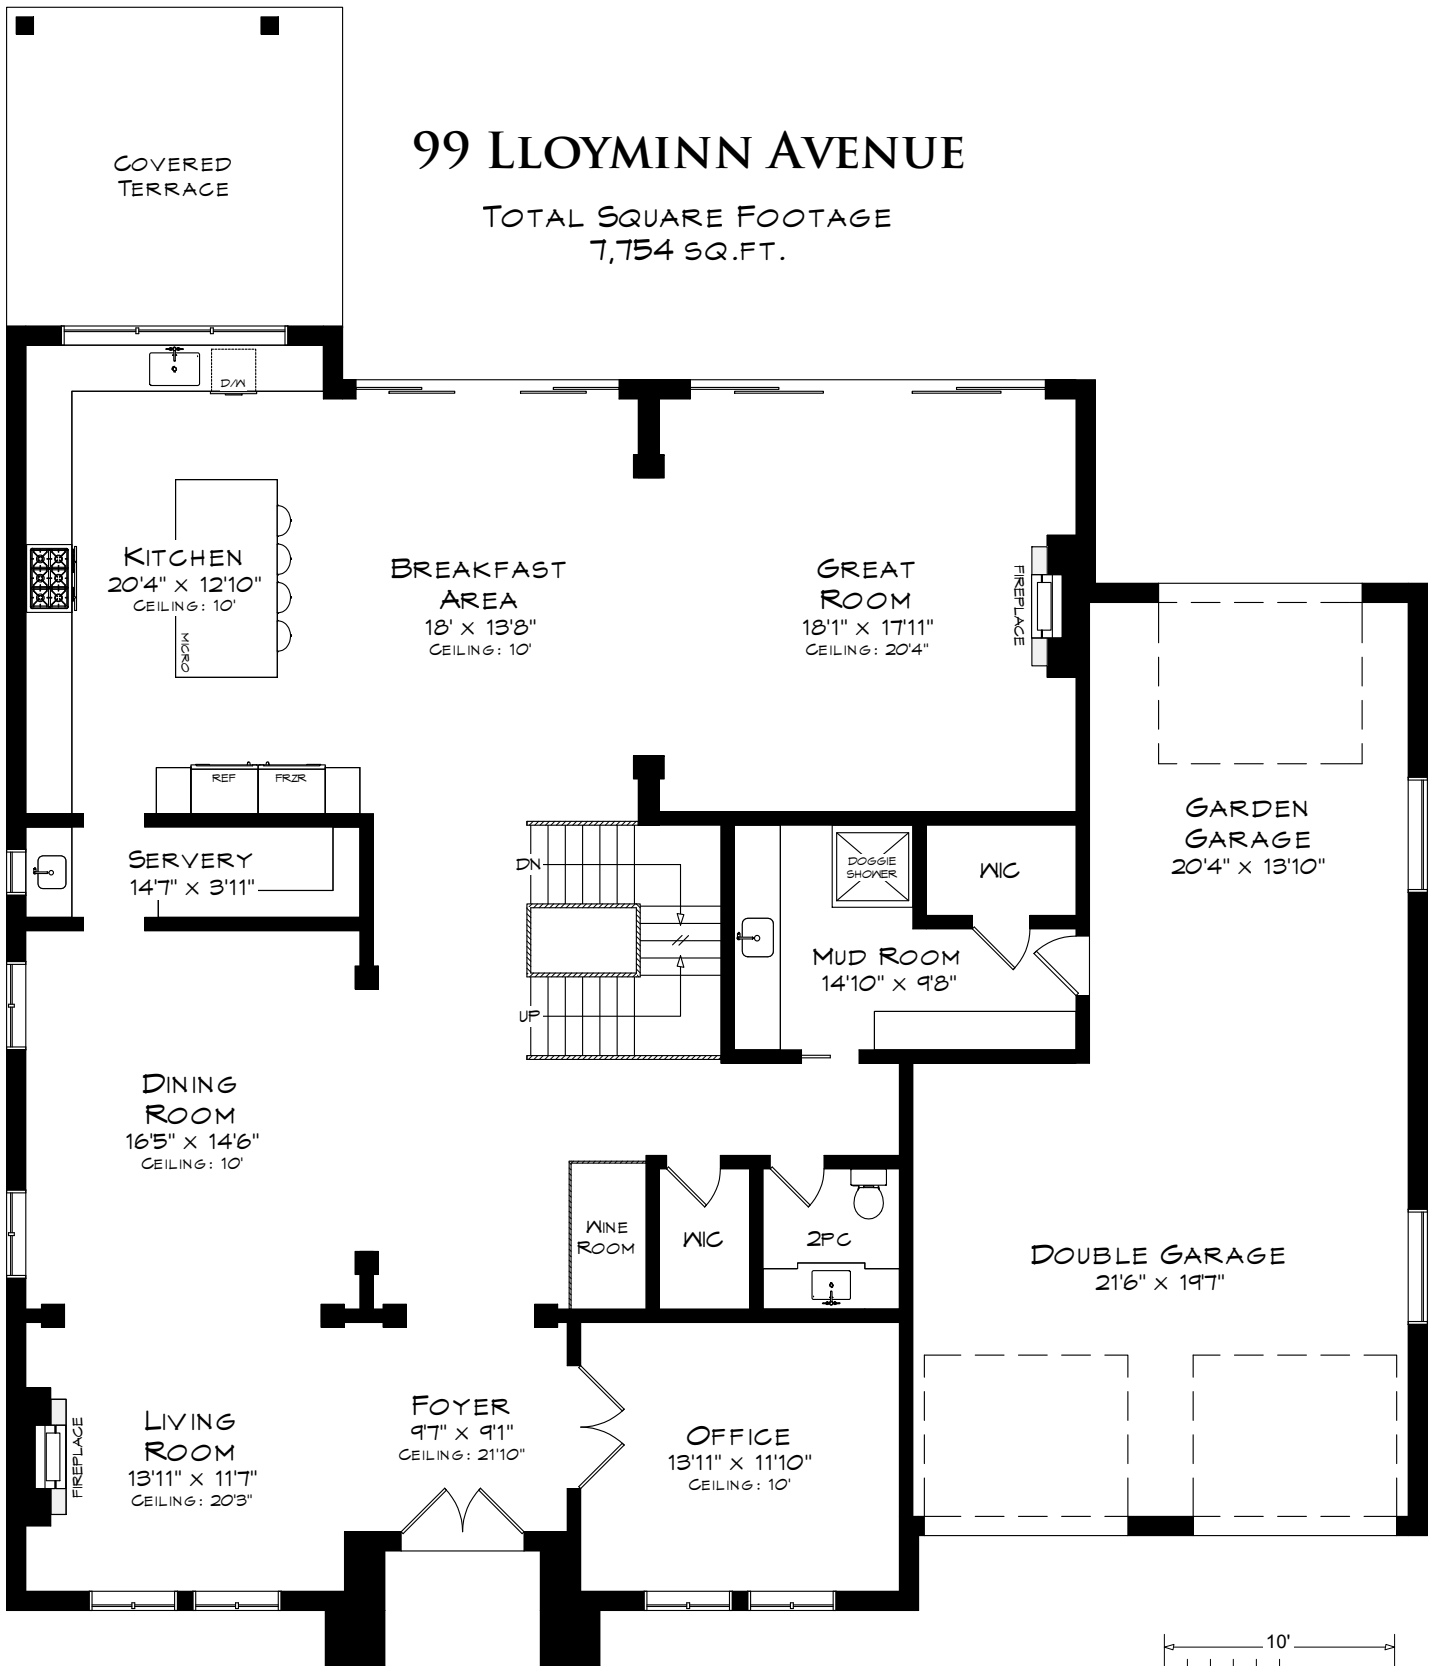 COVERED
TERRACE
99 LLOYMINN AVENUE
TOTAL SQUARE FOOTAGE
7,754 SQ.FT.
D/W
KITCHEN
20'4" X 12'10"
CEILING: 10'
MICRO
BREAKFAST
AREA
18' X 13'8"
CEILING: 10'
GREAT
ROOM
18'1" X 17'11"
CEILING: 20'4"
FIREPLACE
REF
FRZR
GARDEN
GARAGE
20'4" X 13'10"
SERVERY
14'7" X 3'11"
DN
UP
DOGGIE
SHOWER
WIC
MUD ROOM
14'10" X 9'8"
DINING
ROOM
16'5" X 14'6"
CEILING: 10'
WINE
ROOM
WIC
2PC
DOUBLE GARAGE
21'6" X 19'7"
LIVING
ROOM
13'11" X 11'7"
CEILING: 20'3"
FIREPLACE
FOYER
9'7" X 9'1"
CEILING: 21'10"
OFFICE
13'11" X 11'10"
CEILING: 10'
10'